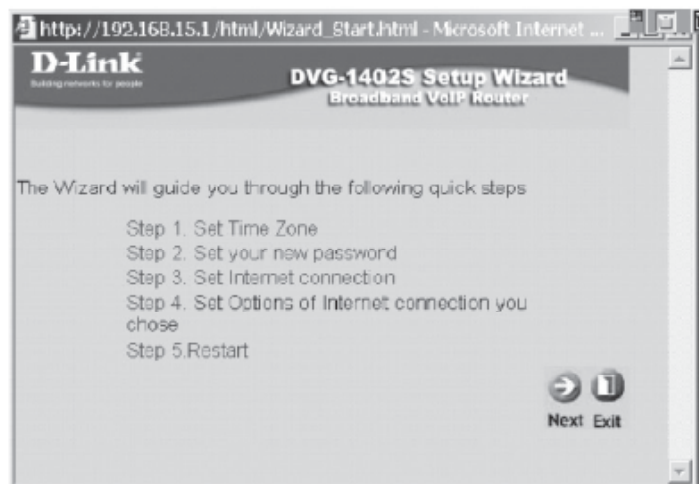 http://192.168.15.1/html/Wizard_Start.html - Microsoft Internet ...
D-Link
Building networks for people
DVG-1402S Setup Wizard
Broadband VoIP Router
The Wizard will guide you through the following quick steps
Step 1. Set Time Zone
Step 2. Set your new password
Step 3. Set Internet connection
Step 4. Set Options of Internet connection you
chose
Step 5.Restart
Next Exit